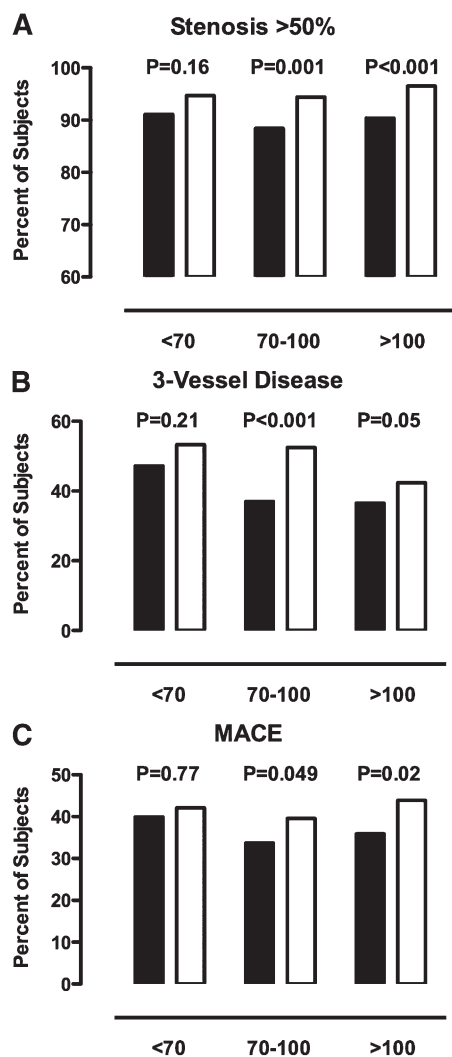 A
Stenosis >50%
P=0.16 P=0.001 P<0.001
Percent of Subjects
100
90
80
70
60
<70 70-100 >100
B
3-Vessel Disease
P=0.21 P<0.001 P=0.05
Percent of Subjects
60
40
20
0
<70 70-100 >100
C
MACE
P=0.77 P=0.049 P=0.02
Percent of Subjects
50
40
30
20
10
0
<70 70-100 >100